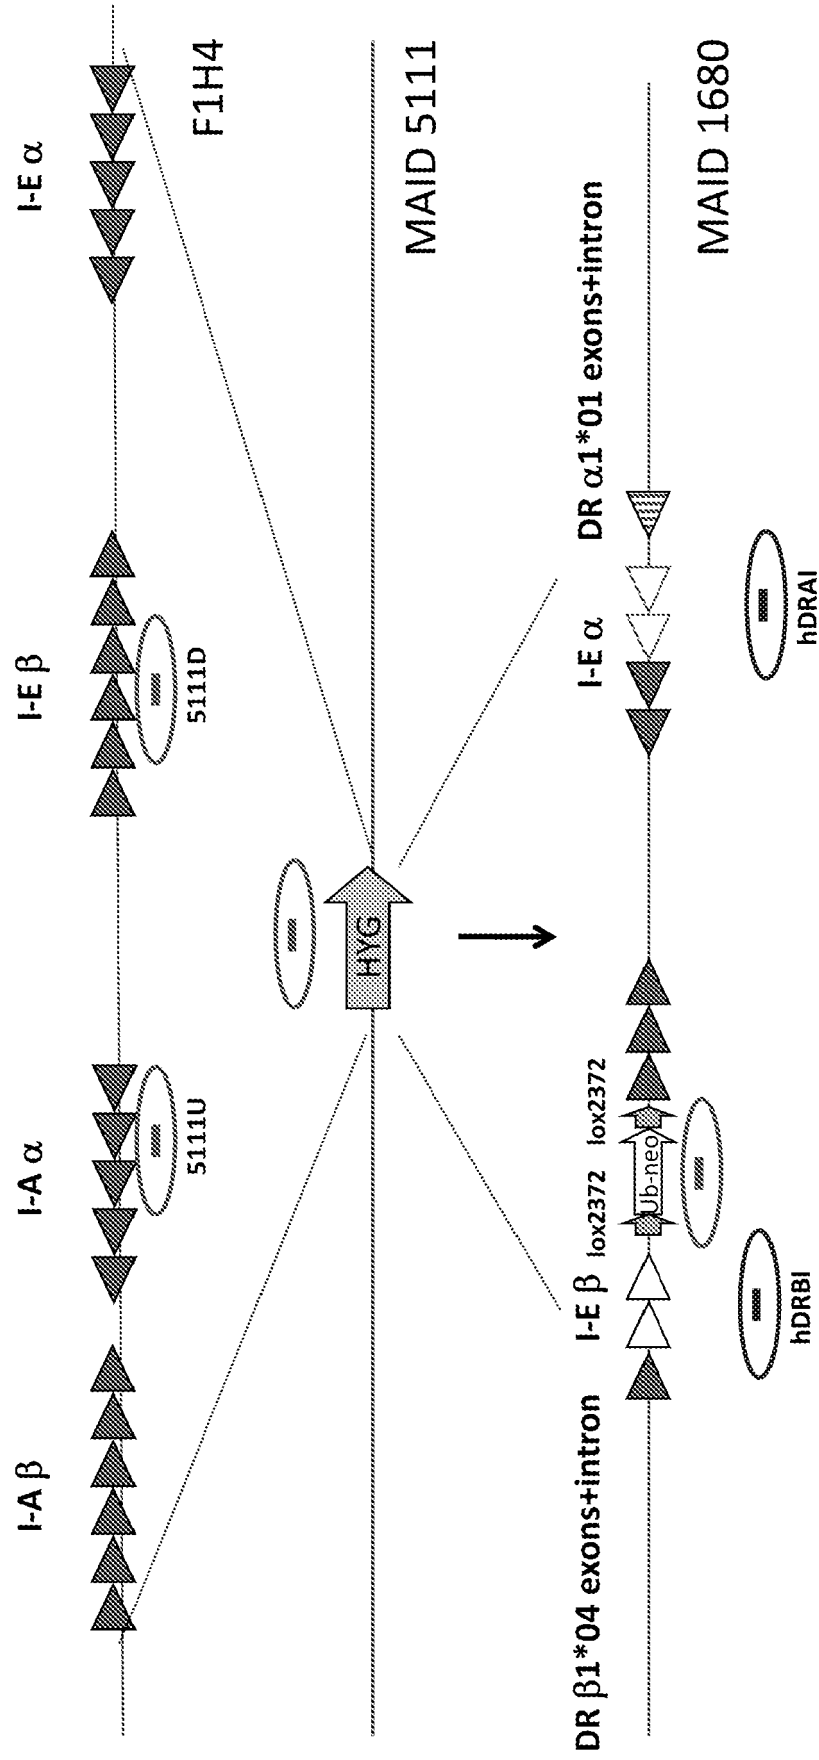 I-A β
I-A α
I-E β
I-E α
5111U
5111D
F1H4
HYG
MAID 5111
DR β1*04 exons+intron
I-E β
lox2372
lox2372
I-E α
DR α1*01 exons+intron
Ub-neo
MAID 1680
hDRBI
hDRAI